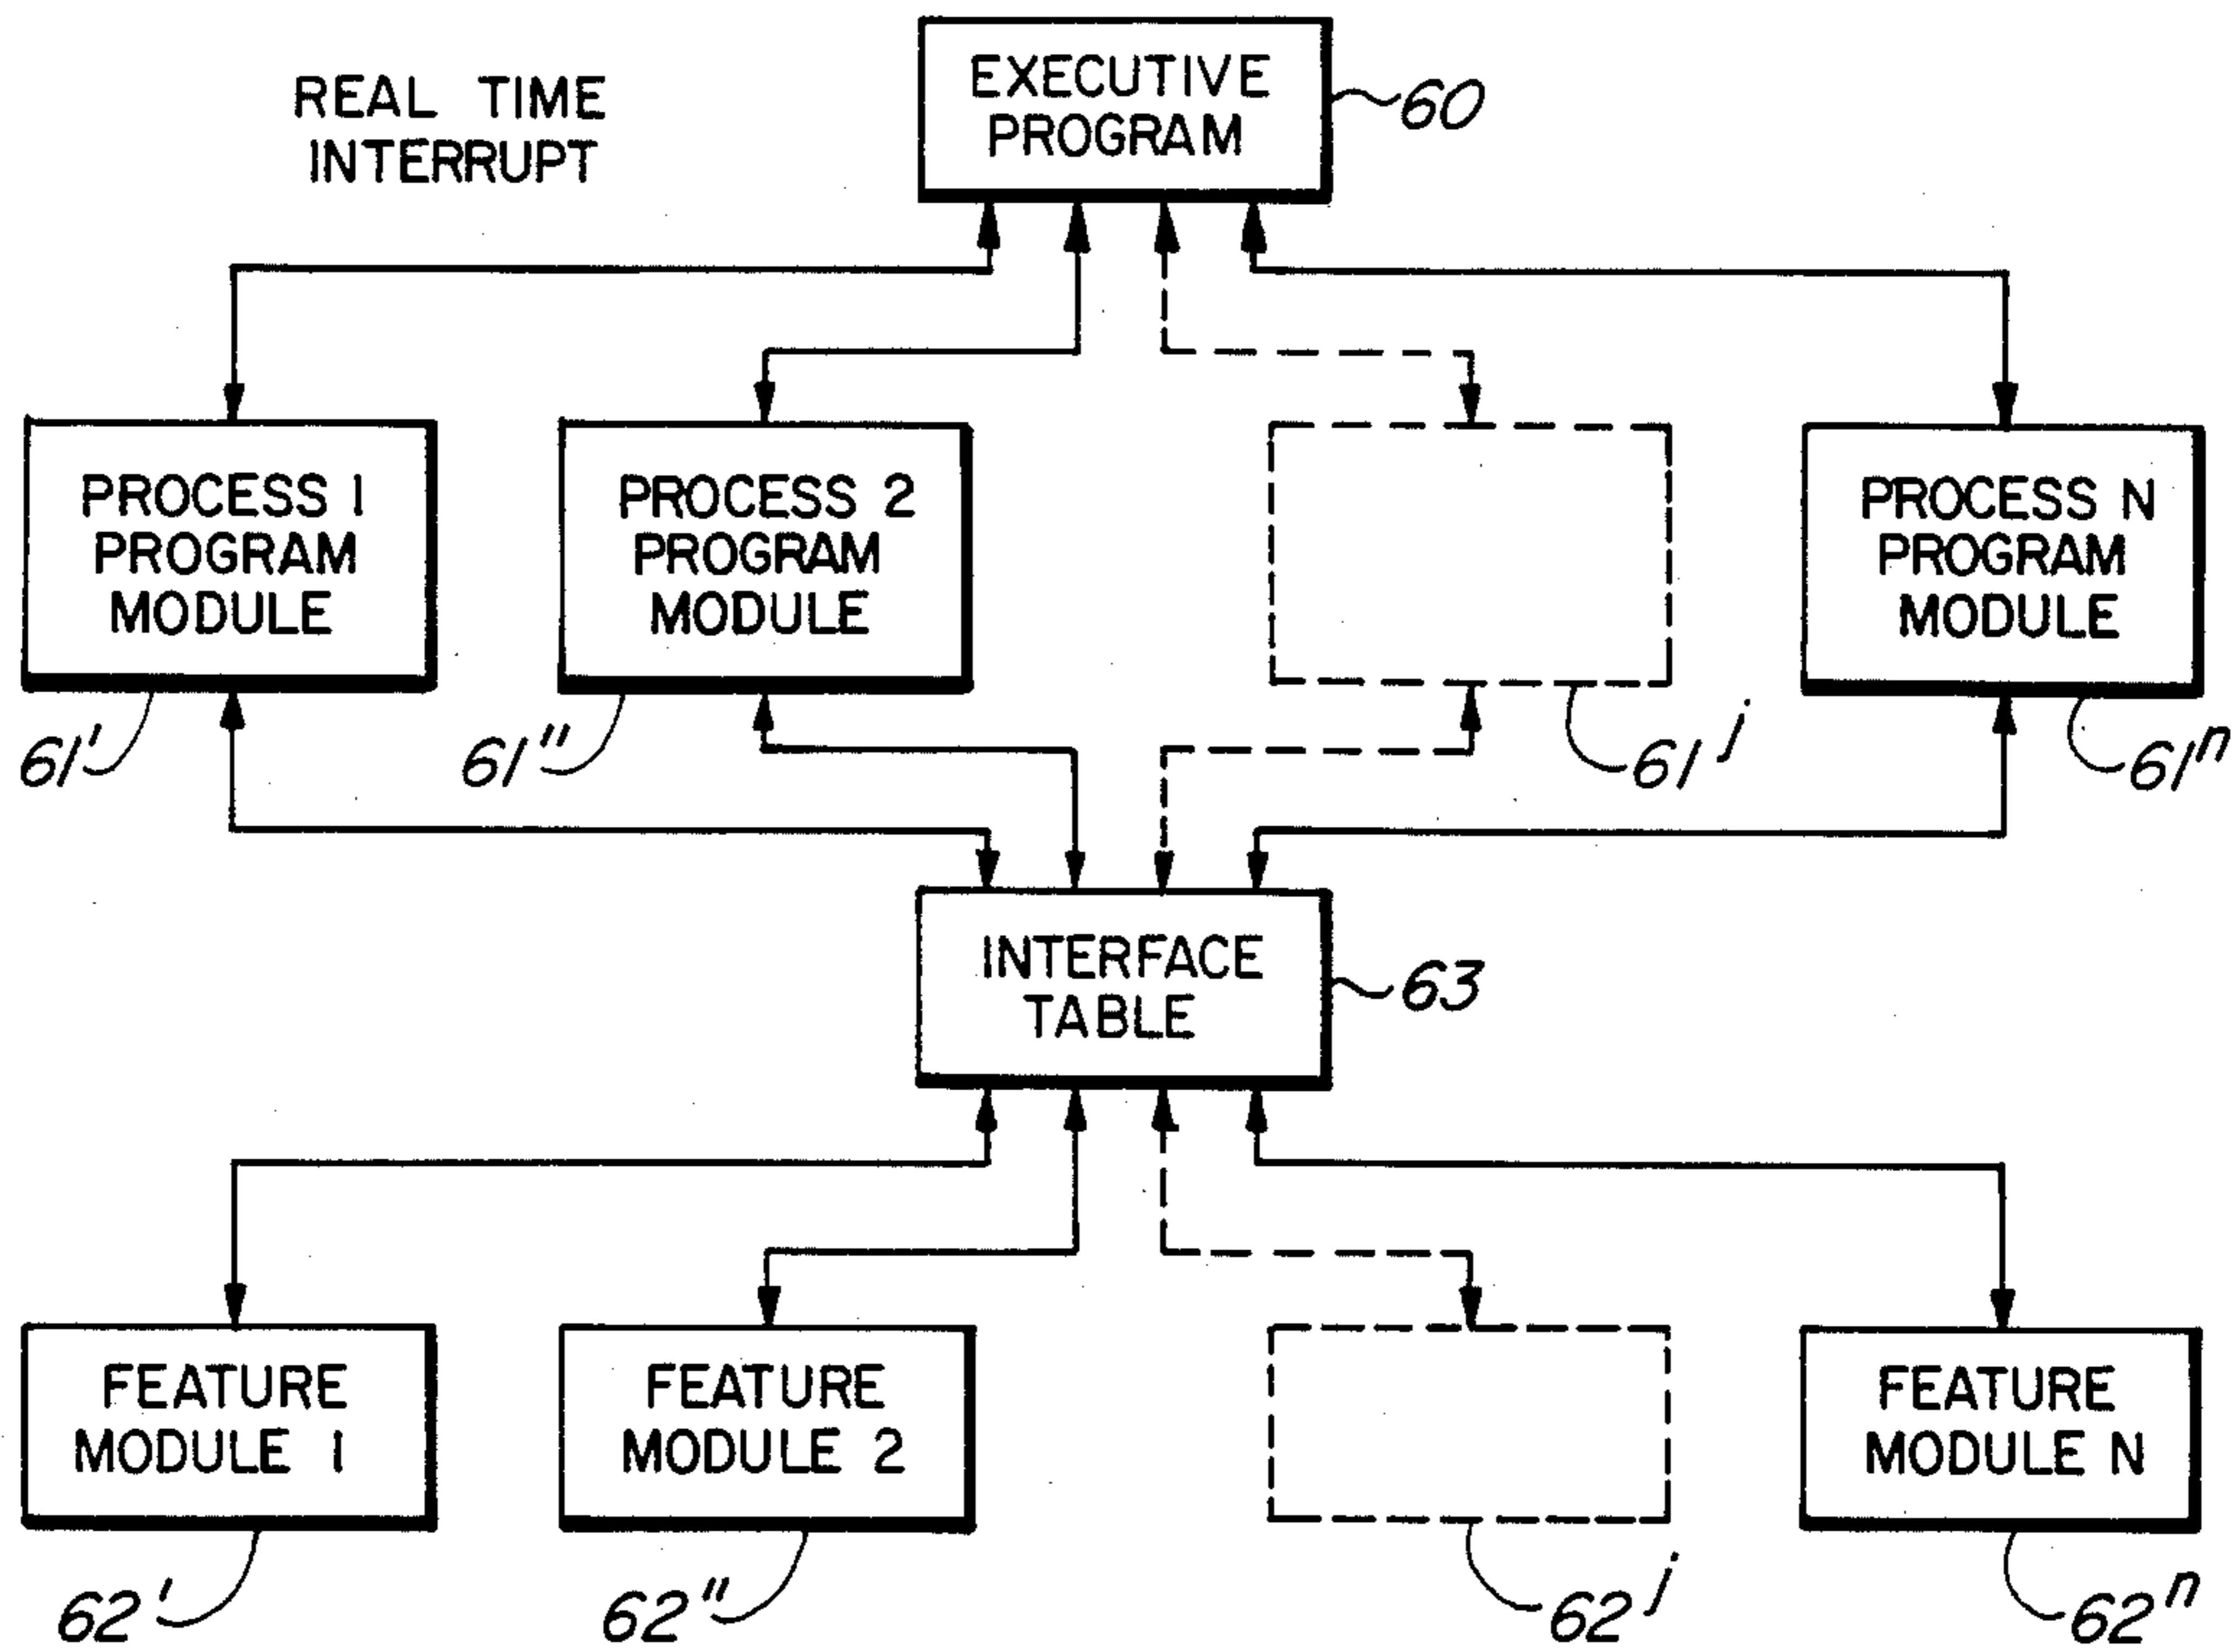 REAL TIME
INTERRUPT
EXECUTIVE
PROGRAM
60
PROCESS 1
PROGRAM
MODULE
PROCESS 2
PROGRAM
MODULE
PROCESS N
PROGRAM
MODULE
61'
61"
61j
61n
INTERFACE
TABLE
63
FEATURE
MODULE 1
FEATURE
MODULE 2
FEATURE
MODULE N
62'
62"
62j
62n